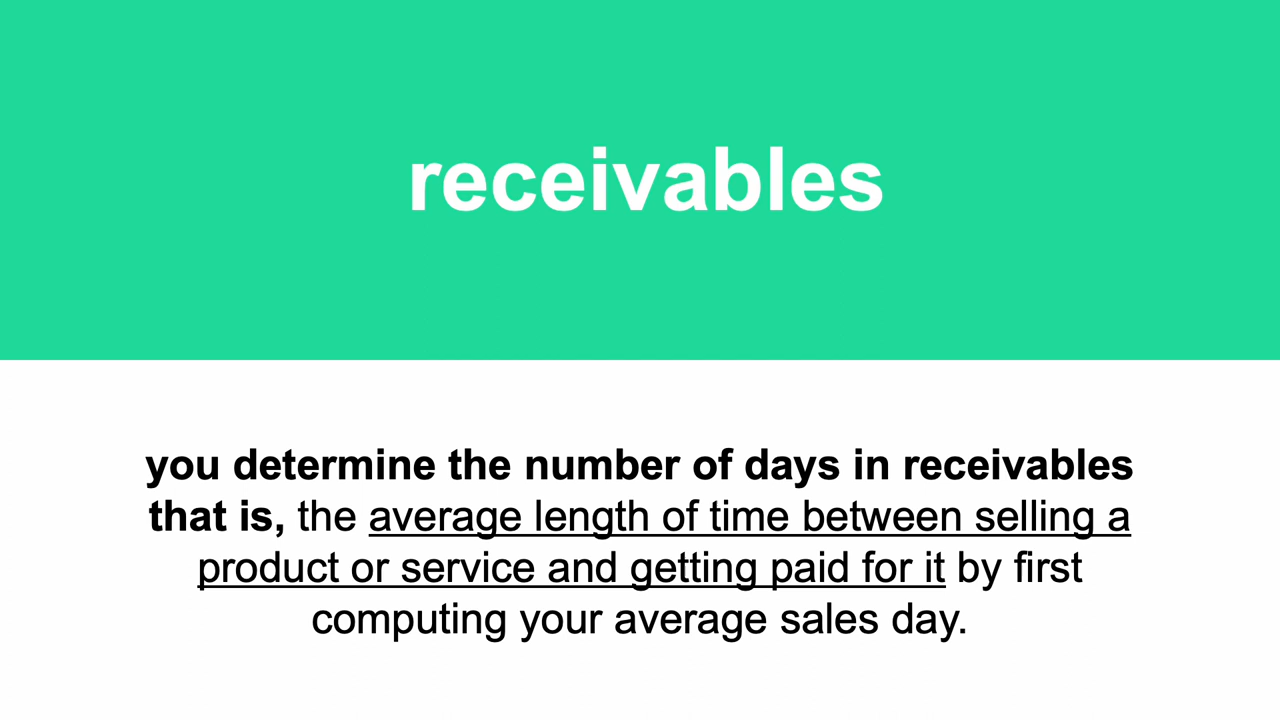 receivables
you determine the number of days in receivables
that is, the average length of time between selling a
product or service and getting paid for it by first
computing your average sales day.